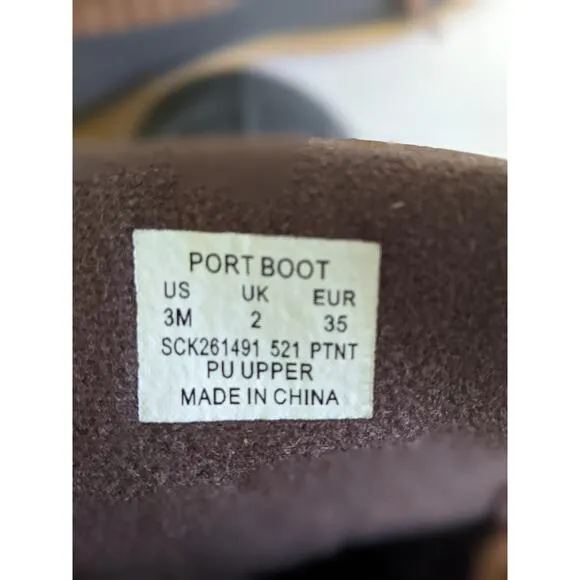 PORT BOOT
US UK EUR
3M 2 35
SCK261491 521 PTNT
PU UPPER
MADE IN CHINA